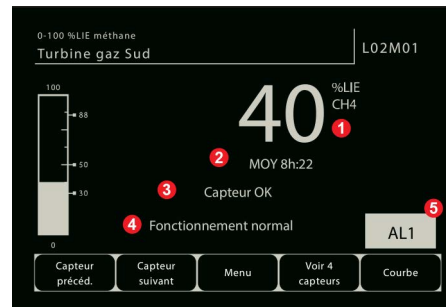 0-100 %LIE méthane
Turbine gaz Sud
L02M01
100
88
50
30
0
40
%LIE
CH4
1
2
MOY 8h:22
3
Capteur OK
4
Fonctionnement normal
5
AL1
Capteur
précéd.
Capteur
suivant
Menu
Voir 4
capteurs
Courbe